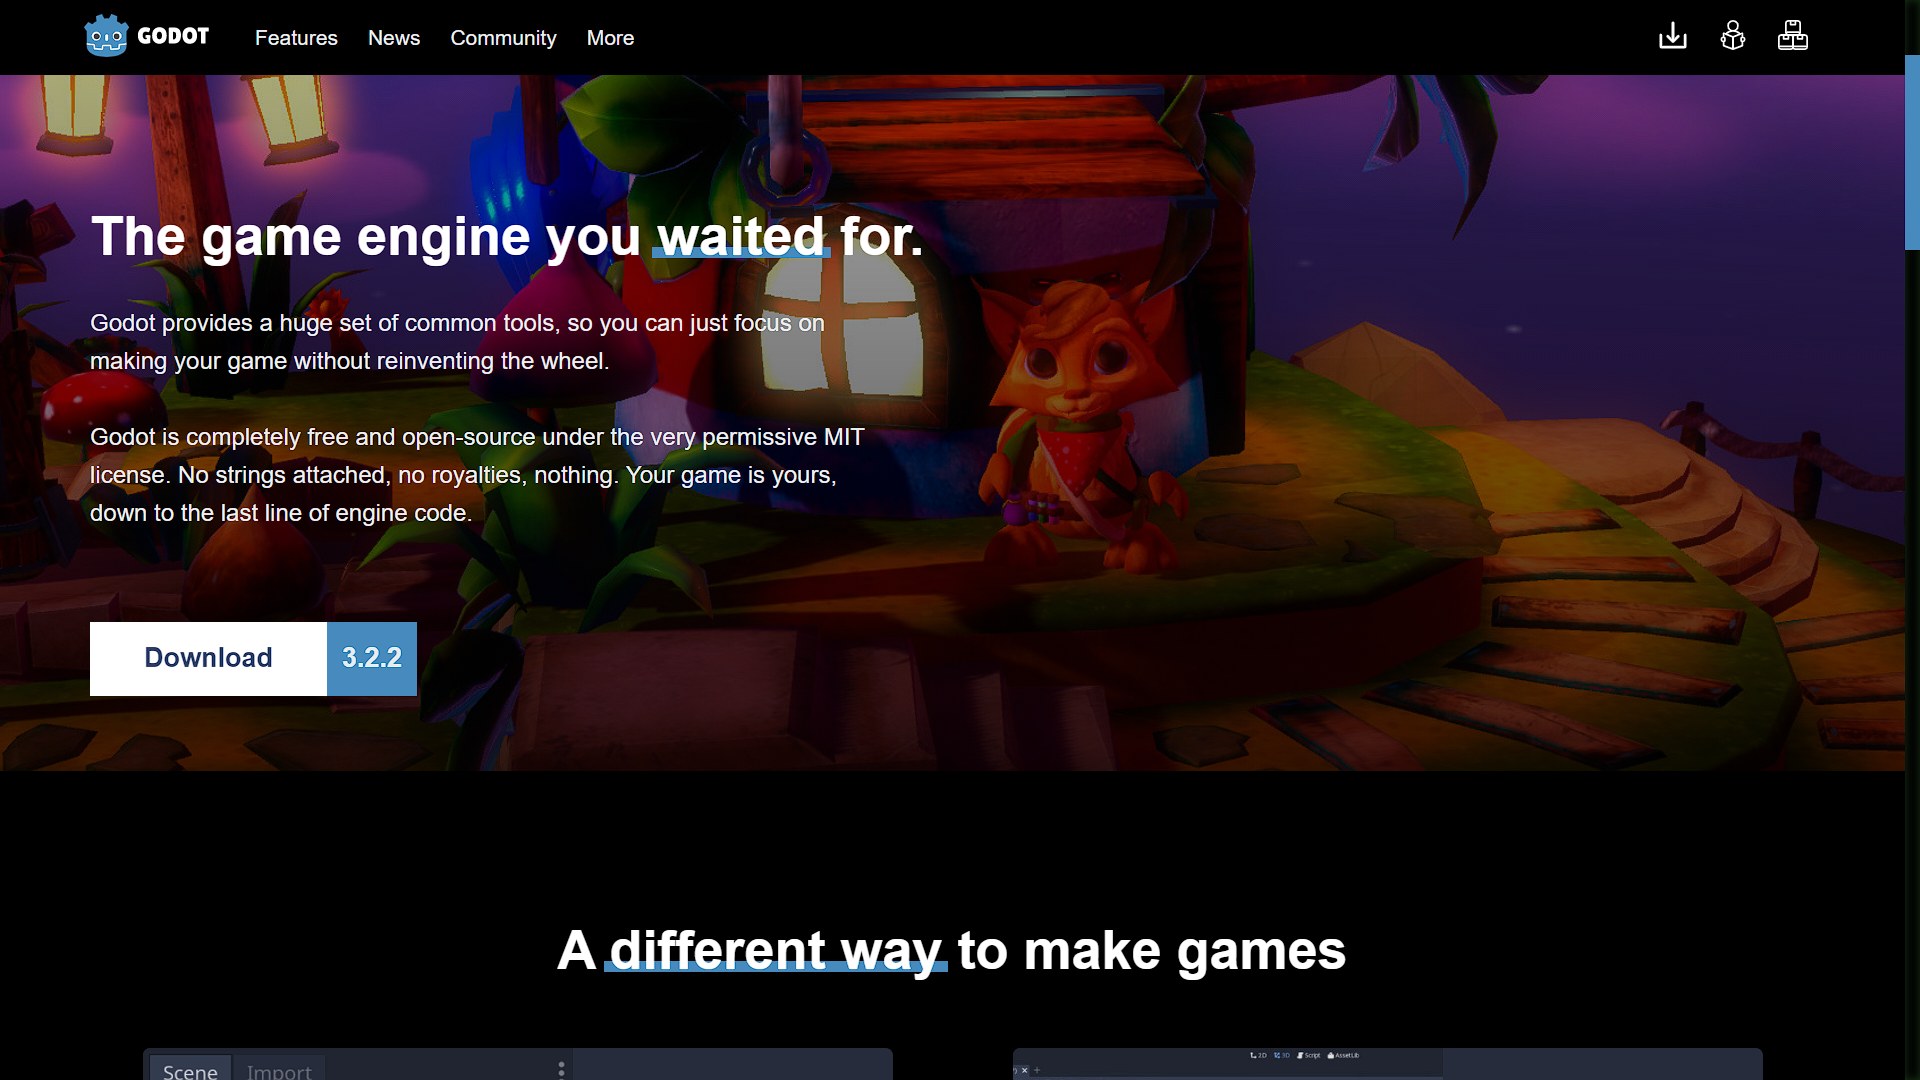 GODOT
Features News Community More
The game engine you waited for.
Godot provides a huge set of common tools, so you can just focus on
making your game without reinventing the wheel.
Godot is completely free and open-source under the very permissive MIT
license. No strings attached, no royalties, nothing. Your game is yours,
down to the last line of engine code.
Download 3.2.2
A different way to make games
Scene Import
2D 3D Script AssetLib